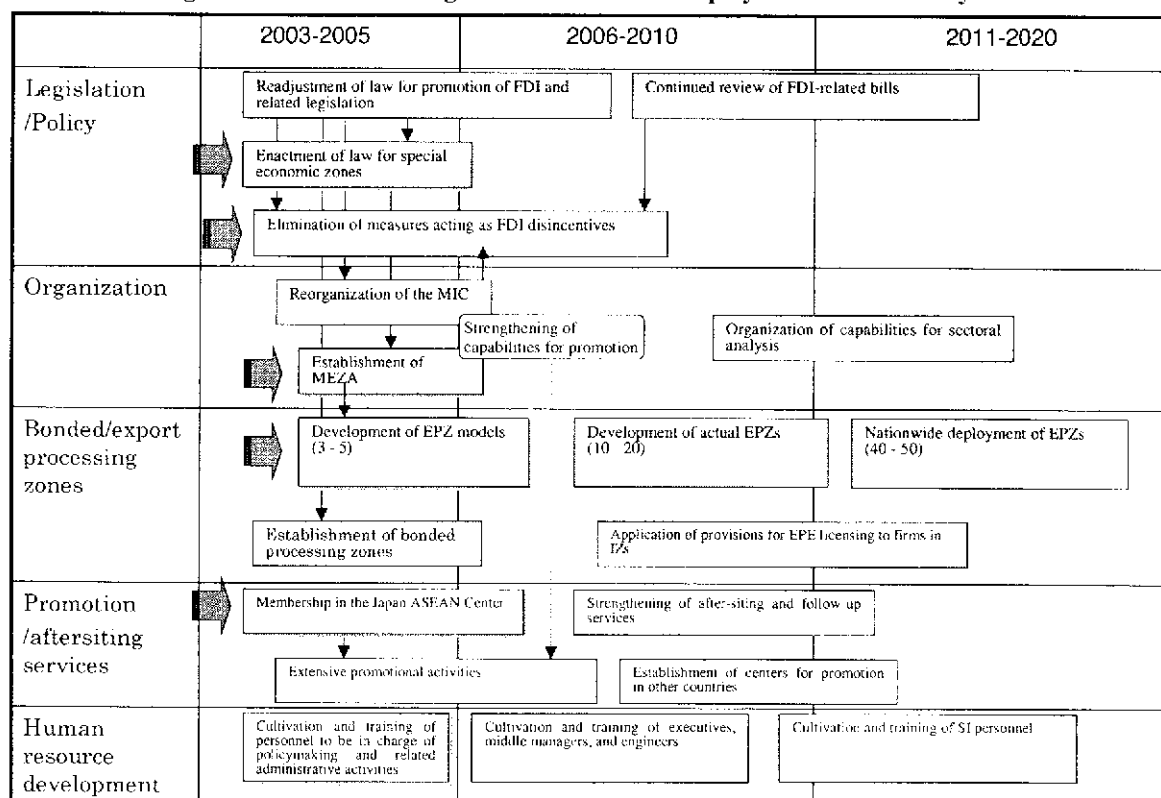 2003-2005
2006-2010
2011-2020
Legislation
/Policy
Readjustment of law for promotion of FDI and
related legislation
Continued review of FDI-related bills
Enactment of law for special
economic zones
Elimination of measures acting as FDI disincentives
Organization
Reorganization of the MIC
Strengthening of
capabilities for promotion
Organization of capabilities for sectoral
analysis
Establishment of
MEZA
Bonded/export
processing
zones
Development of EPZ models
(3 - 5)
Development of actual EPZs
(10 - 20)
Nationwide deployment of EPZs
(40 - 50)
Establishment of bonded
processing zones
Application of provisions for EPE licensing to firms in
IZs
Promotion
/aftersiting
services
Membership in the Japan ASEAN Center
Strengthening of after-siting and follow up
services
Extensive promotional activities
Establishment of centers for promotion
in other countries
Human
resource
development
Cultivation and training of
personnel to be in charge of
policymaking and related
administrative activities
Cultivation and training of executives,
middle managers, and engineers
Cultivation and training of SI personnel